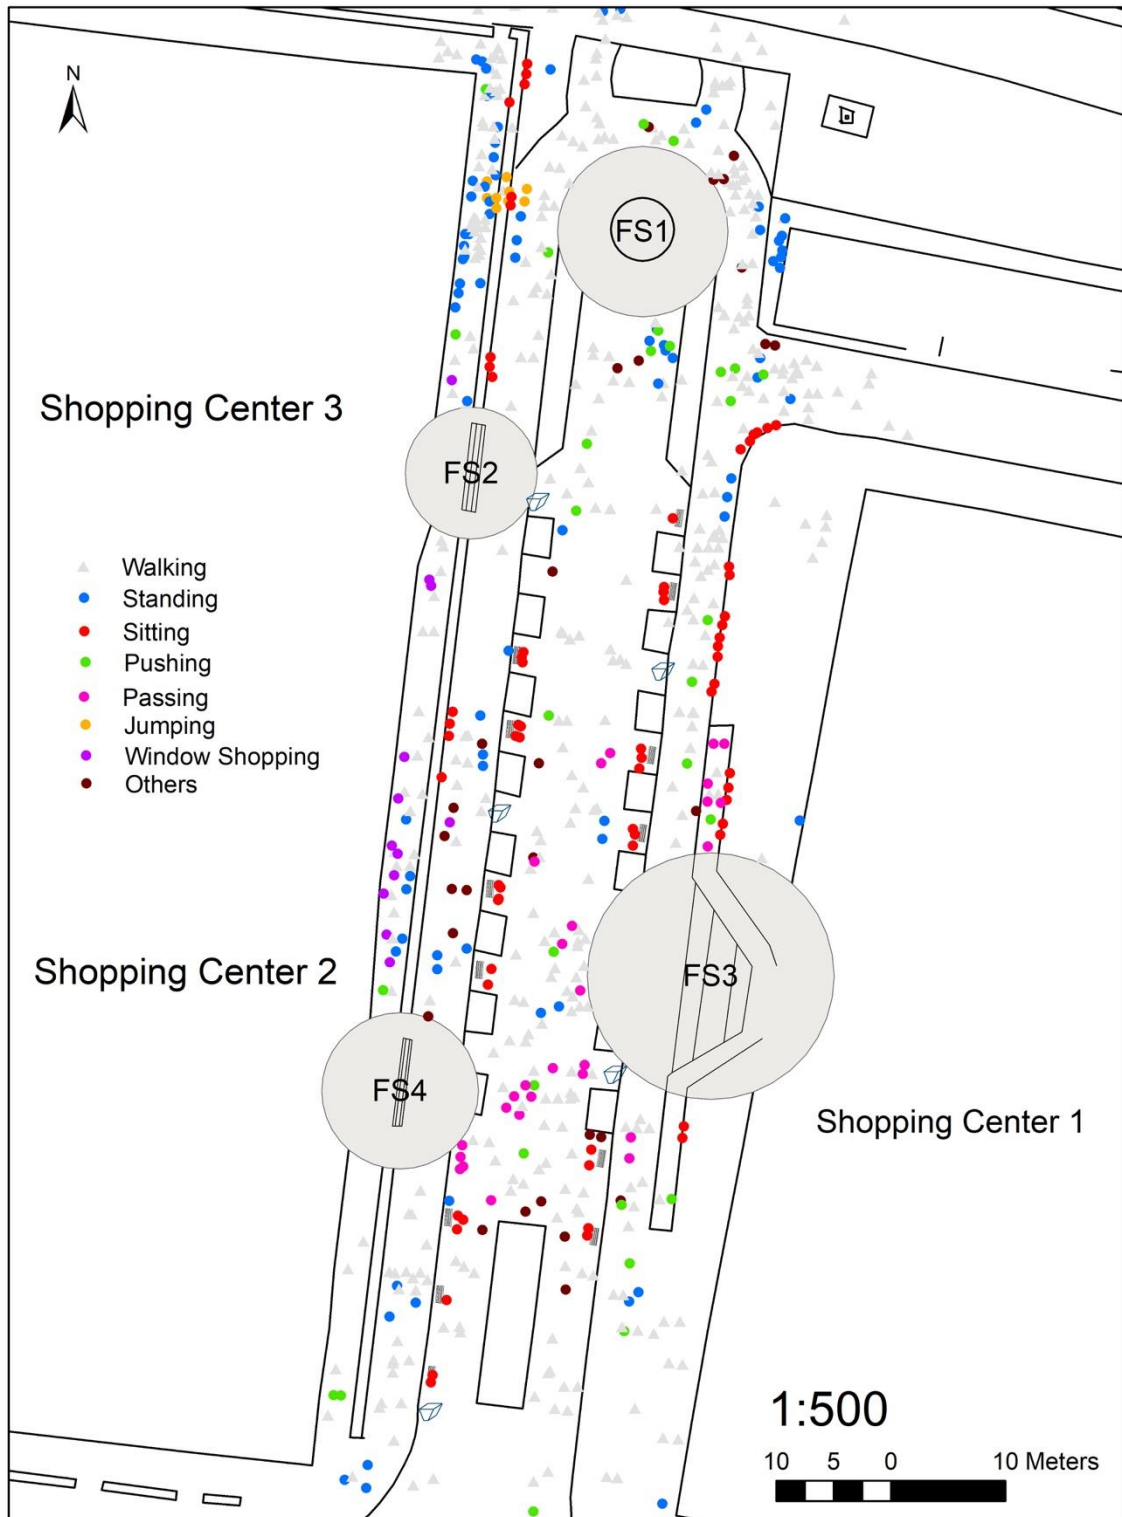 N
FS1
Shopping Center 3
FS2
Walking
Standing
Sitting
Pushing
Passing
Jumping
Window Shopping
Others
Shopping Center 2
FS3
FS4
Shopping Center 1
1:500
10 5 0 10 Meters